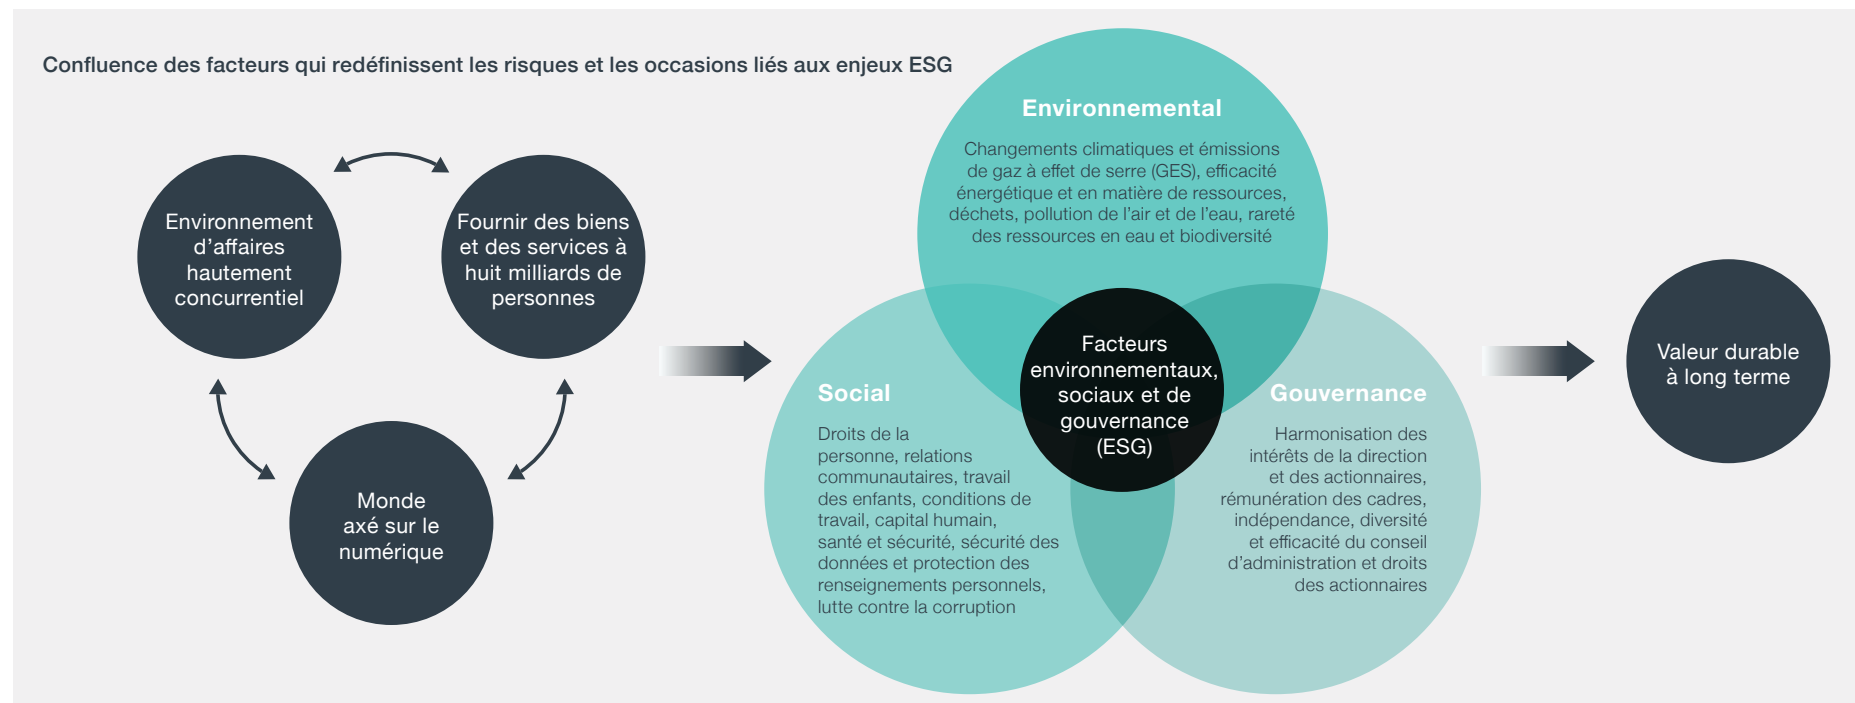 Confluence des facteurs qui redéfinissent les risques et les occasions liés aux enjeux ESG
Environnement
d’affaires
hautement
concurrentiel
Fournir des biens
et des services à
huit milliards de
personnes
Monde
axé sur le
numérique
Environnemental
Changements climatiques et émissions
de gaz à effet de serre (GES), efficacité
énergétique et en matière de ressources,
déchets, pollution de l’air et de l’eau, rareté
des ressources en eau et biodiversité
Social
Droits de la
personne, relations
communautaires, travail
des enfants, conditions de
travail, capital humain,
santé et sécurité, sécurité des
données et protection des
renseignements personnels,
lutte contre la corruption
Facteurs
environnementaux,
sociaux et de
gouvernance
(ESG)
Gouvernance
Harmonisation des
intérêts de la direction
et des actionnaires,
rémunération des cadres,
indépendance, diversité
et efficacité du conseil
d’administration et droits
des actionnaires
Valeur durable
à long terme